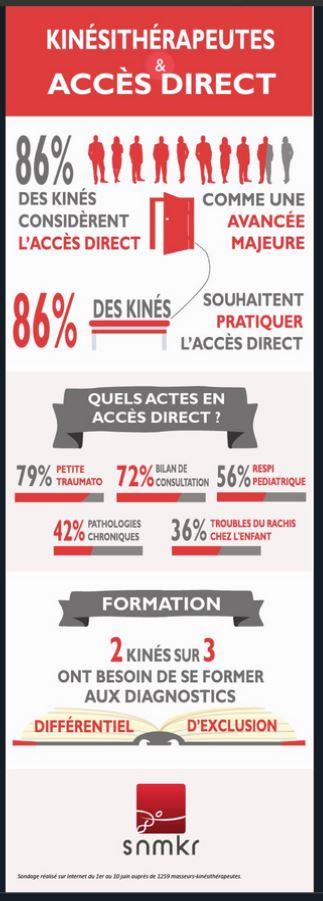 KINÉSITHÉRAPEUTES
&
ACCÈS DIRECT
86%
DES KINÉS
CONSIDÈRENT
L'ACCÈS DIRECT
COMME UNE
AVANCÉE
MAJEURE
86% DES KINÉS
SOUHAITENT
PRATIQUER
L'ACCÈS DIRECT
QUELS ACTES EN
ACCÈS DIRECT ?
79% PETITE TRAUMATO
72% BILAN DE CONSULTATION
56% RESPI PEDIATRIQUE
42% PATHOLOGIES CHRONIQUES
36% TROUBLES DU RACHIS CHEZ L'ENFANT
FORMATION
2 KINÉS SUR 3
ONT BESOIN DE SE FORMER
AUX DIAGNOSTICS
DIFFÉRENTIEL D'EXCLUSION
snmkr
Sondage réalisé sur internet du 1er au 10 juin auprès de 1259 masseurs-kinésithérapeutes.